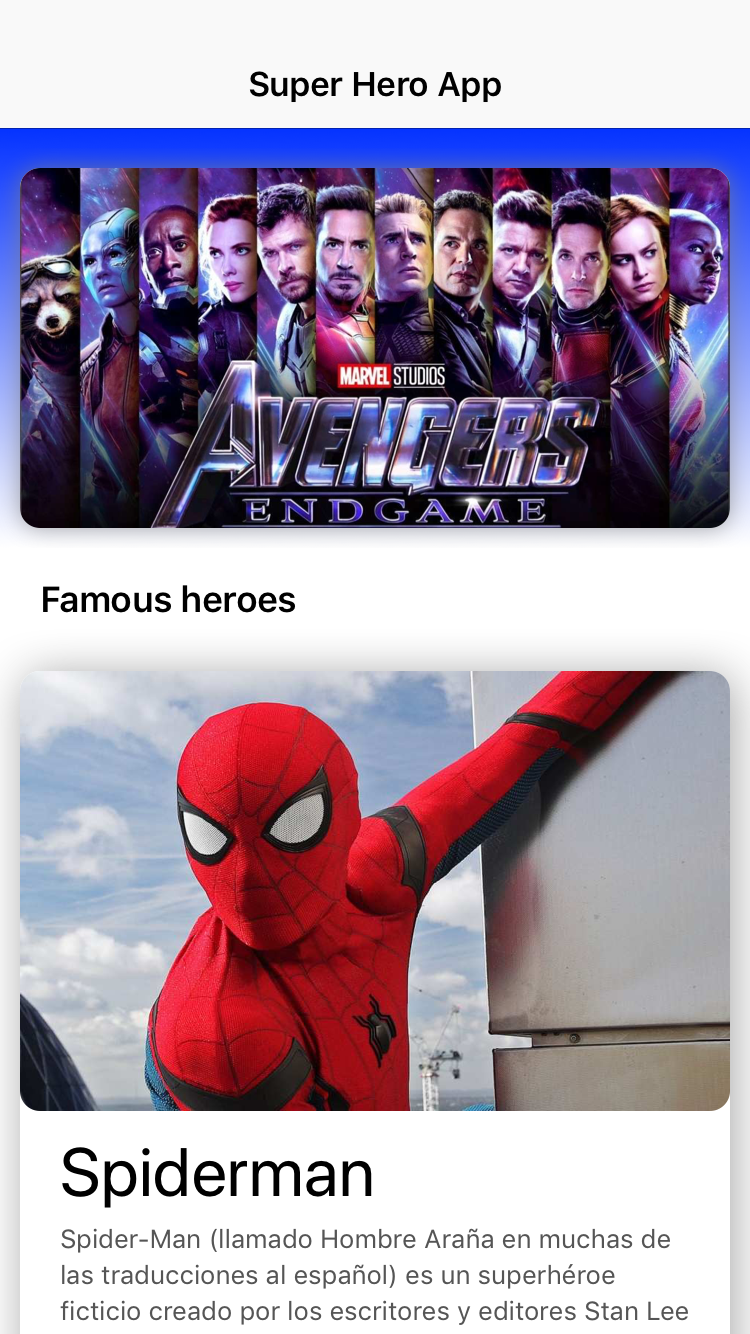 Super Hero App
MARVEL STUDIOS
AVENGERS
ENDGAME
Famous heroes
Spiderman
Spider-Man (llamado Hombre Araña en muchas de
las traducciones al español) es un superhéroe
ficticio creado por los escritores y editores Stan Lee